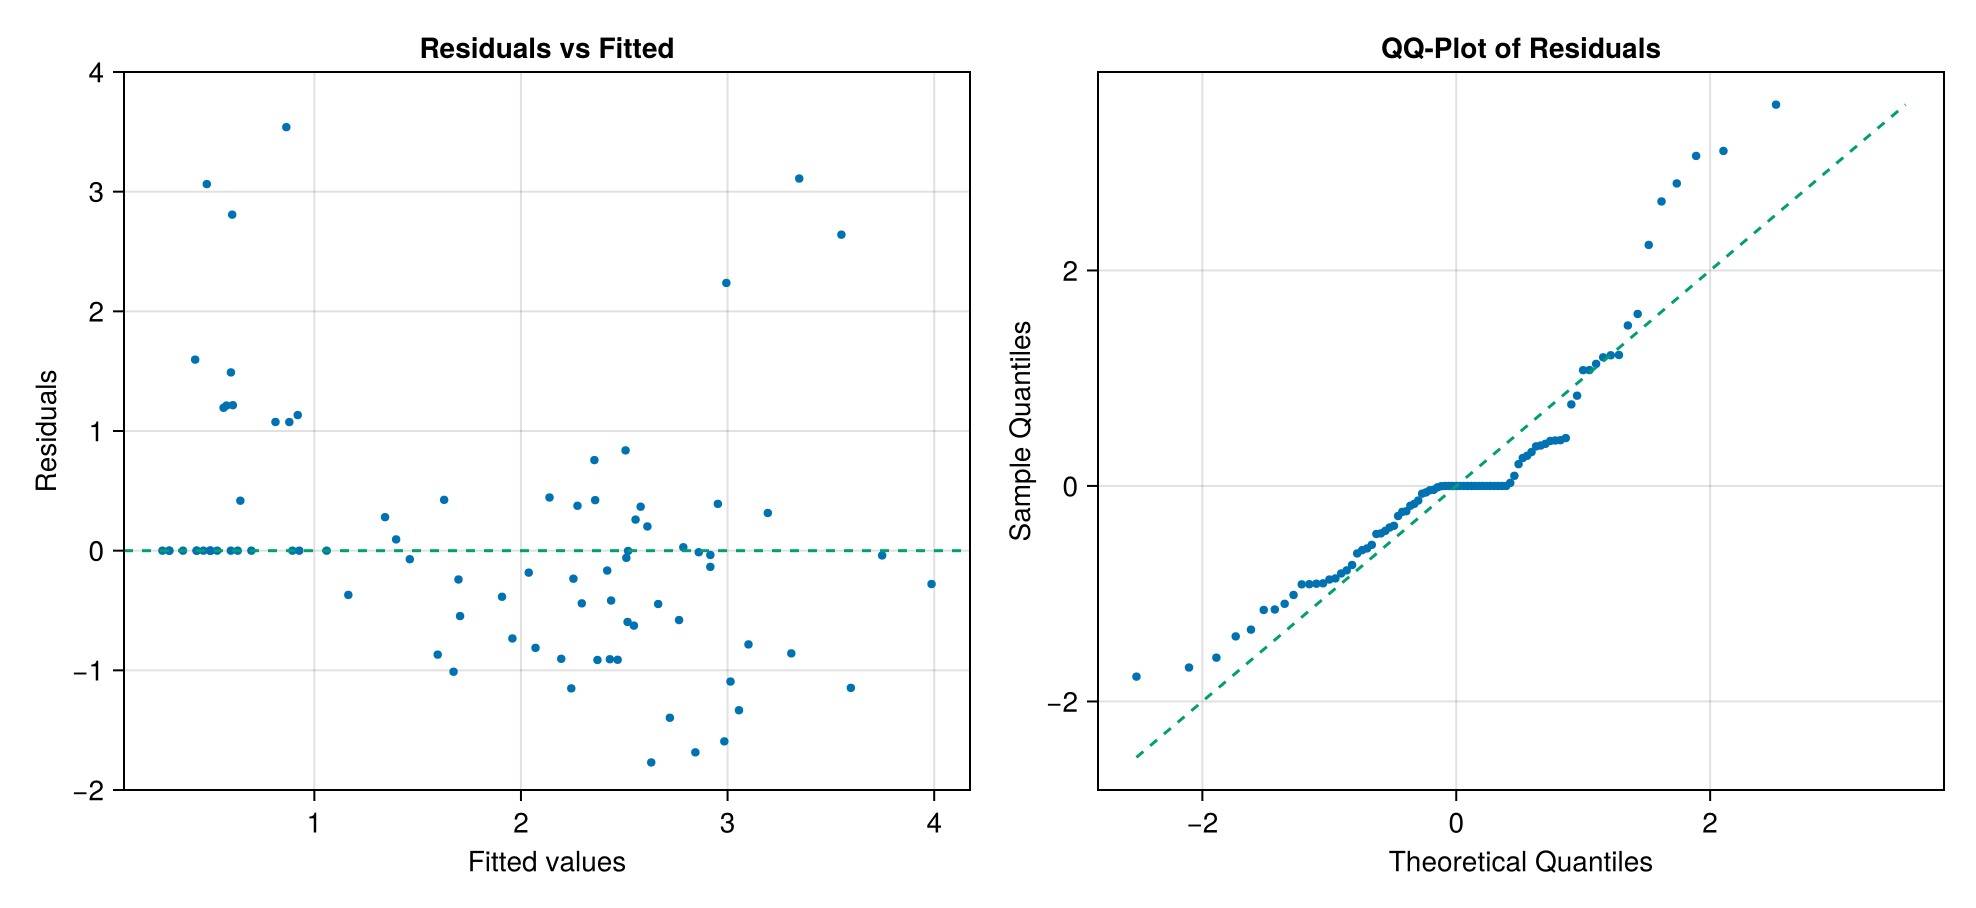 Residuals vs Fitted
4
3
2
1
0
−1
−2
Residuals
1
2
3
4
Fitted values
QQ-Plot of Residuals
2
0
−2
Sample Quantiles
−2
0
2
Theoretical Quantiles